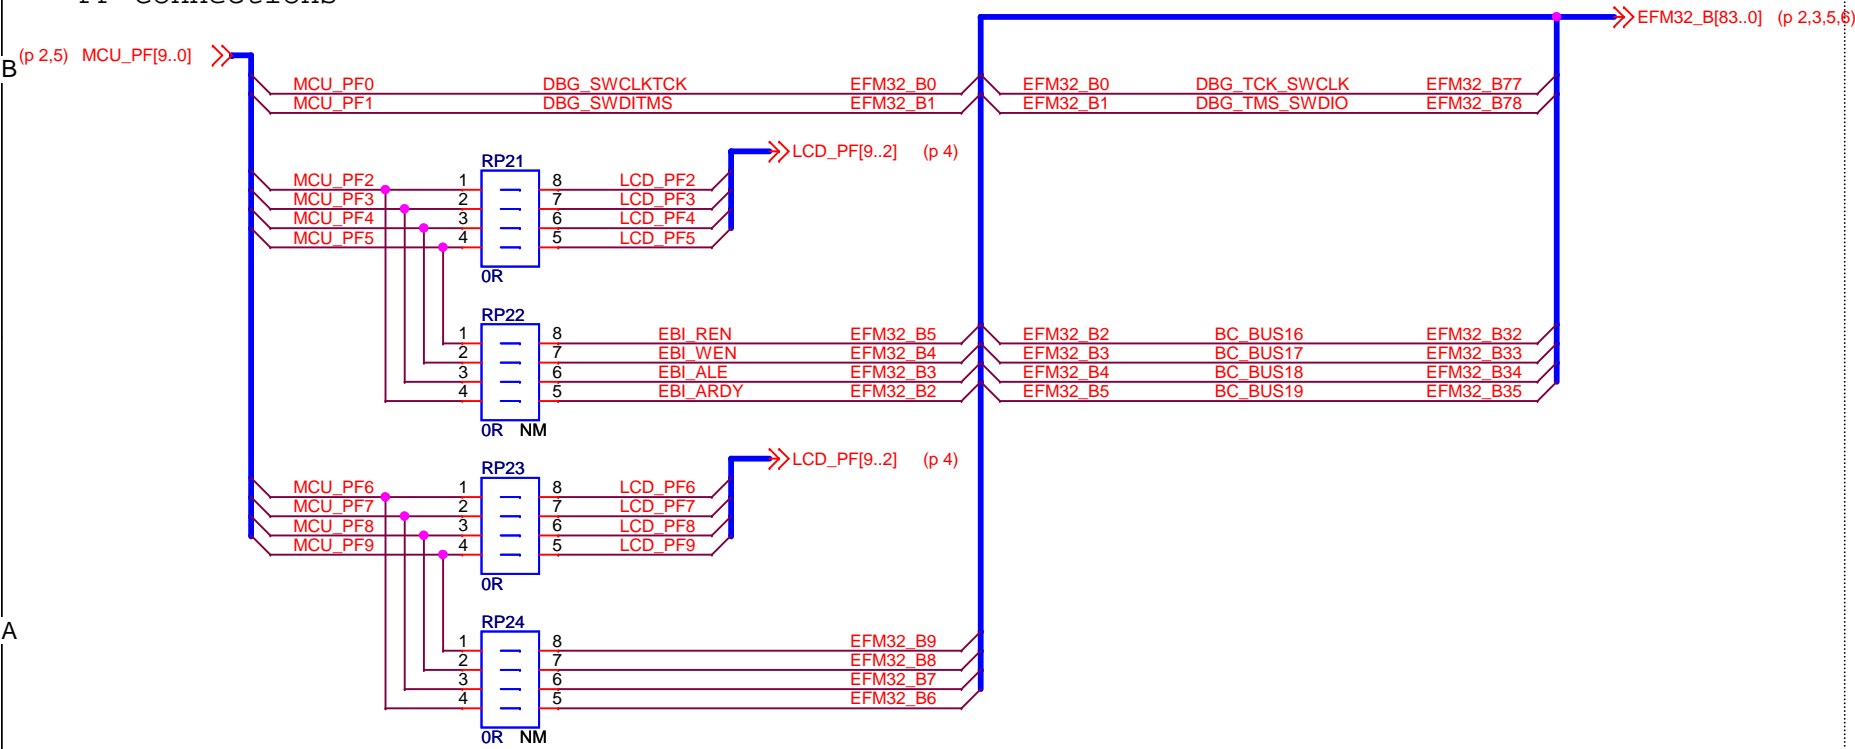 PF Connections
EFM32_B[83..0] (p 2,3,5,6)
B
(p 2,5) MCU_PF[9..0]
MCU_PF0 DBG_SWCLKTCK EFM32_B0 EFM32_B0 DBG_TCK_SWCLK EFM32_B77
MCU_PF1 DBG_SWDITMS EFM32_B1 EFM32_B1 DBG_TMS_SWDIO EFM32_B78
LCD_PF[9..2] (p 4)
RP21
MCU_PF2 1 8 LCD_PF2
MCU_PF3 2 7 LCD_PF3
MCU_PF4 3 6 LCD_PF4
MCU_PF5 4 5 LCD_PF5
0R
RP22
1 8 EBI_REN EFM32_B5 EFM32_B2 BC_BUS16 EFM32_B32
2 7 EBI_WEN EFM32_B4 EFM32_B3 BC_BUS17 EFM32_B33
3 6 EBI_ALE EFM32_B3 EFM32_B4 BC_BUS18 EFM32_B34
4 5 EBI_ARDY EFM32_B2 EFM32_B5 BC_BUS19 EFM32_B35
0R NM
LCD_PF[9..2] (p 4)
RP23
MCU_PF6 1 8 LCD_PF6
MCU_PF7 2 7 LCD_PF7
MCU_PF8 3 6 LCD_PF8
MCU_PF9 4 5 LCD_PF9
0R
A
RP24
1 8 EFM32_B9
2 7 EFM32_B8
3 6 EFM32_B7
4 5 EFM32_B6
0R NM